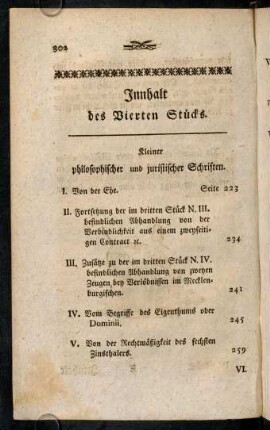 302
Innhalt
des Vierten Stücks.
Kleiner
philosophischer und juristischer Schriften.
I. Von der Ehe. Seite 223
II. Fortsetzung der im dritten Stück N. III.
befindlichen Abhandlung von der
Verbindlichkeit aus einem zweyseiti-
gen Contract ꝛc. 234
III. Zusätze zu der im dritten Stück N. IV.
befindlichen Abhandlung von zweyen
Zeugen bey Verlöbnissen im Mecklen-
burgischen. 241
IV. Vom Begriffe des Eigenthums oder
Dominii. 245
V. Von der Rechtmäßigkeit des sechsten
Zinsthalers. 259
VI.